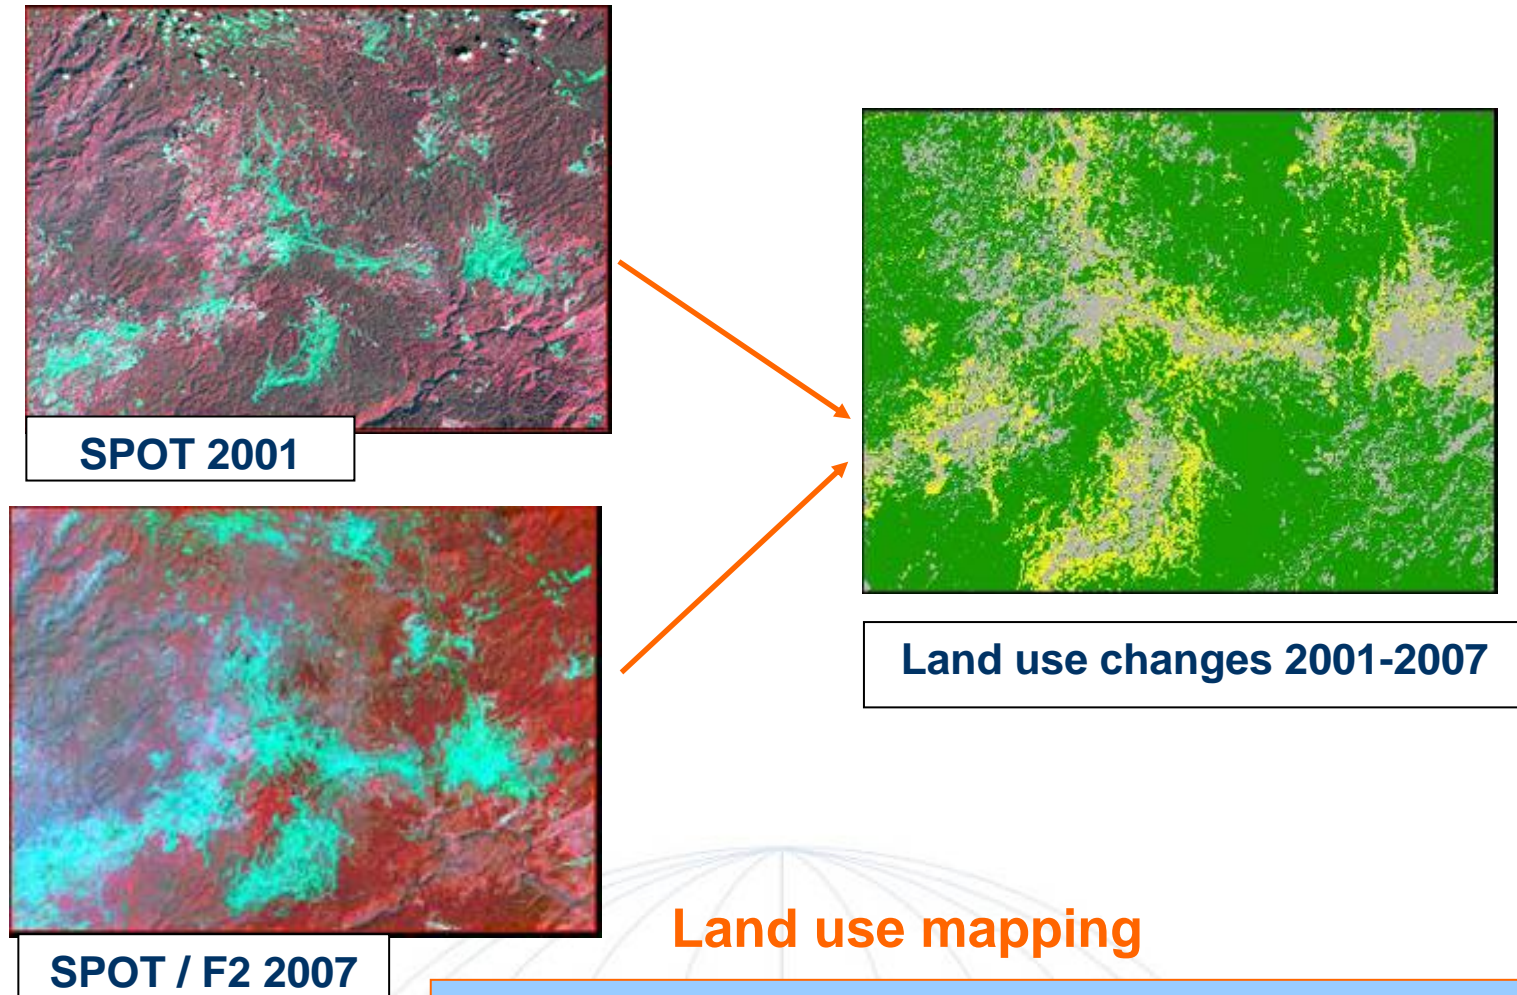 SPOT 2001
Land use changes 2001-2007
Land use mapping
SPOT / F2 2007